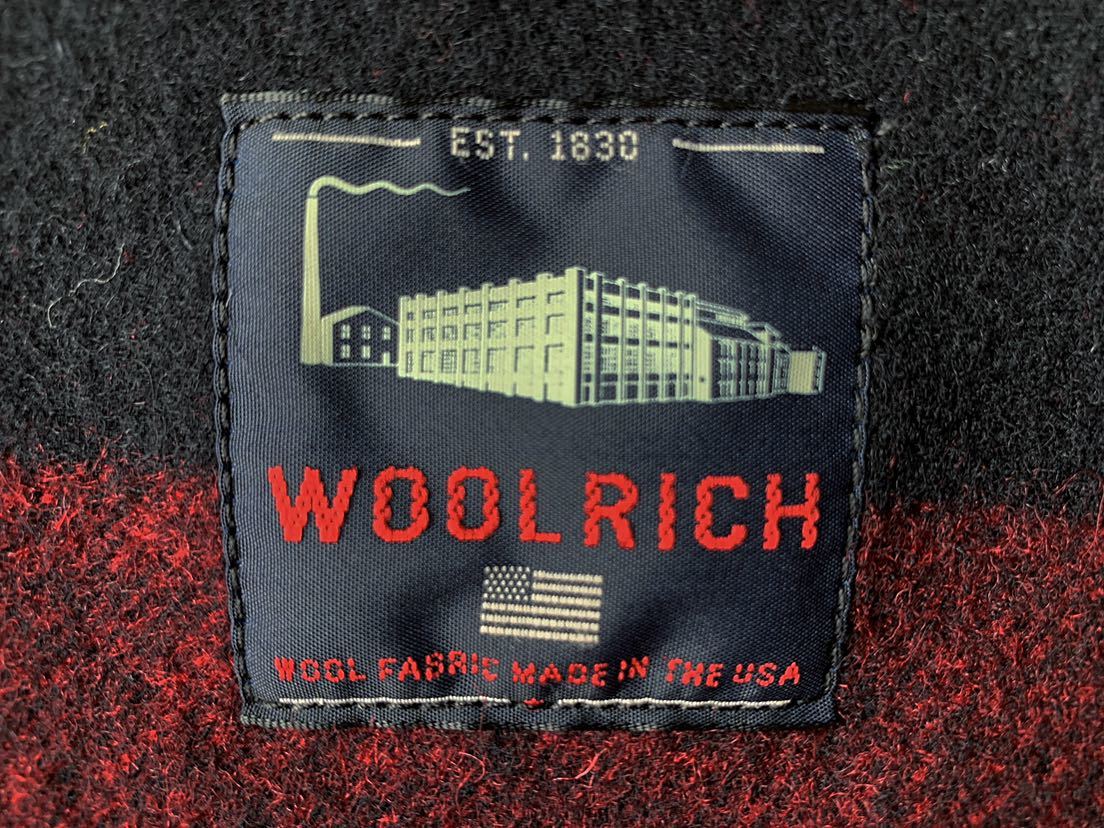 EST. 1830
WOOLRICH
WOOL FABRIC MADE IN THE USA